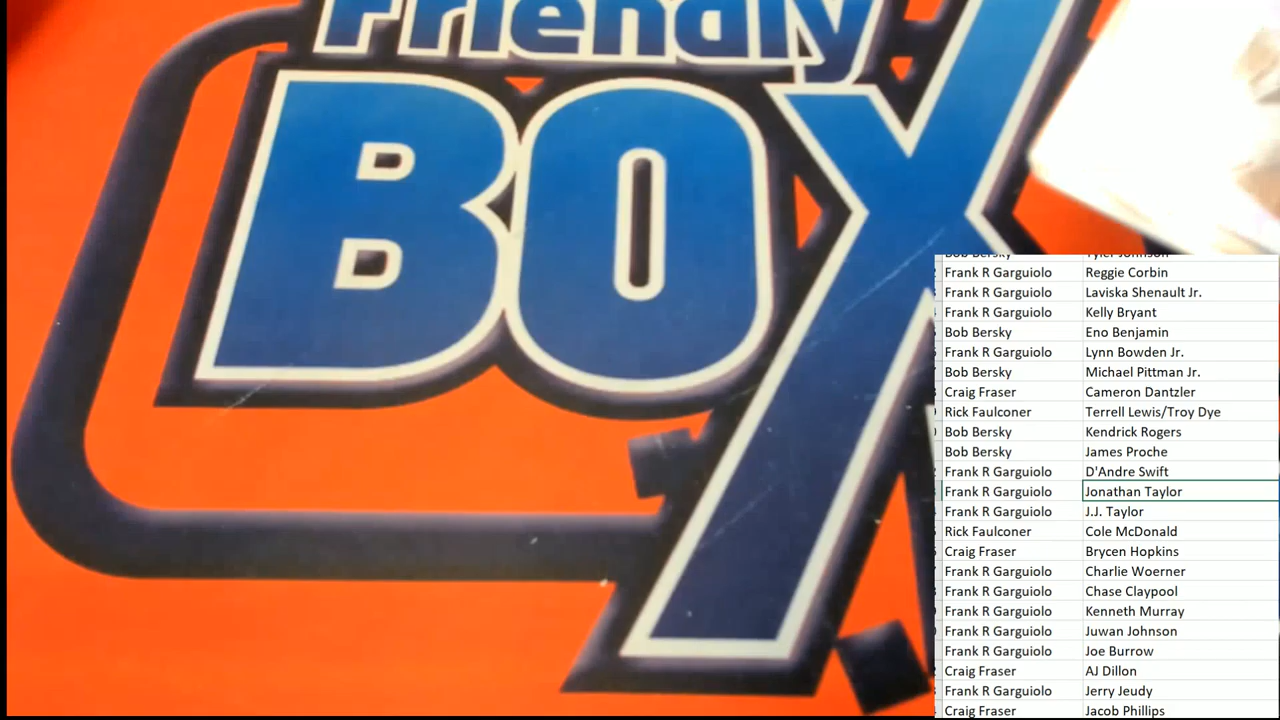 Friendly
BOX
Bob Bersky Tyler Johnson
Frank R Garguiolo Reggie Corbin
Frank R Garguiolo Laviska Shenault Jr.
Frank R Garguiolo Kelly Bryant
Bob Bersky Eno Benjamin
Frank R Garguiolo Lynn Bowden Jr.
Bob Bersky Michael Pittman Jr.
Craig Fraser Cameron Dantzler
Rick Faulconer Terrell Lewis/Troy Dye
Bob Bersky Kendrick Rogers
Bob Bersky James Proche
Frank R Garguiolo D'Andre Swift
Frank R Garguiolo Jonathan Taylor
Frank R Garguiolo J.J. Taylor
Rick Faulconer Cole McDonald
Craig Fraser Brycen Hopkins
Frank R Garguiolo Charlie Woerner
Frank R Garguiolo Chase Claypool
Frank R Garguiolo Kenneth Murray
Frank R Garguiolo Juwan Johnson
Frank R Garguiolo Joe Burrow
Craig Fraser AJ Dillon
Frank R Garguiolo Jerry Jeudy
Craig Fraser Jacob Phillips